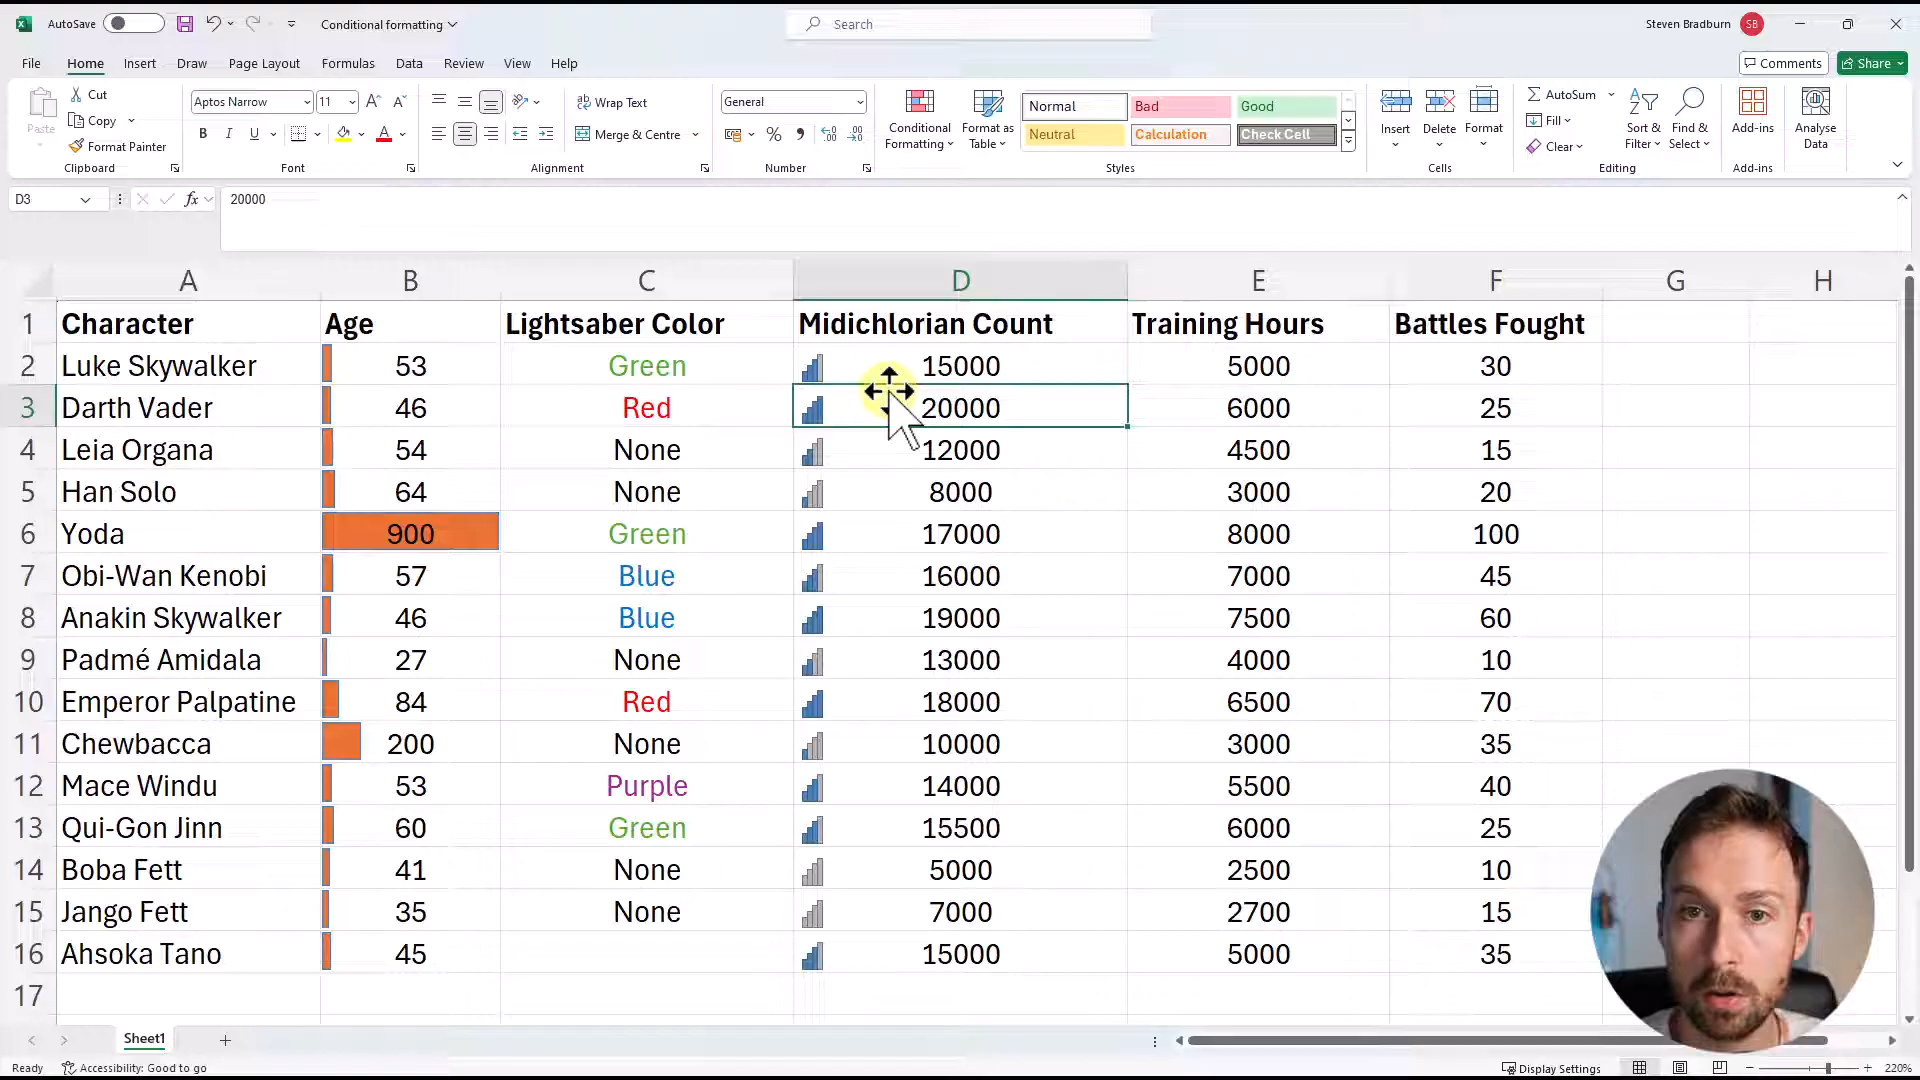 AutoSave
Conditional formatting
Search
Steven Bradburn
SB
File Home Insert Draw Page Layout Formulas Data Review View Help
Comments
Share
Paste
Cut
Copy
Format Painter
Clipboard
Aptos Narrow 11
B I U
Font
Wrap Text
Merge & Centre
Alignment
General
%
Number
Conditional Formatting
Format as Table
Normal Bad Good
Neutral Calculation Check Cell
Styles
Insert Delete Format
Cells
AutoSum
Fill
Clear
Sort & Filter
Find & Select
Editing
Add-ins
Add-ins
Analyse Data
D3 fx 20000
A B C D E F G H
1 Character Age Lightsaber Color Midichlorian Count Training Hours Battles Fought
2 Luke Skywalker 53 Green 15000 5000 30
3 Darth Vader 46 Red 20000 6000 25
4 Leia Organa 54 None 12000 4500 15
5 Han Solo 64 None 8000 3000 20
6 Yoda 900 Green 17000 8000 100
7 Obi-Wan Kenobi 57 Blue 16000 7000 45
8 Anakin Skywalker 46 Blue 19000 7500 60
9 Padmé Amidala 27 None 13000 4000 10
10 Emperor Palpatine 84 Red 18000 6500 70
11 Chewbacca 200 None 10000 3000 35
12 Mace Windu 53 Purple 14000 5500 40
13 Qui-Gon Jinn 60 Green 15500 6000 25
14 Boba Fett 41 None 5000 2500 10
15 Jango Fett 35 None 7000 2700 15
16 Ahsoka Tano 45 15000 5000 35
17
Sheet1
Ready
Accessibility: Good to go
Display Settings
220%